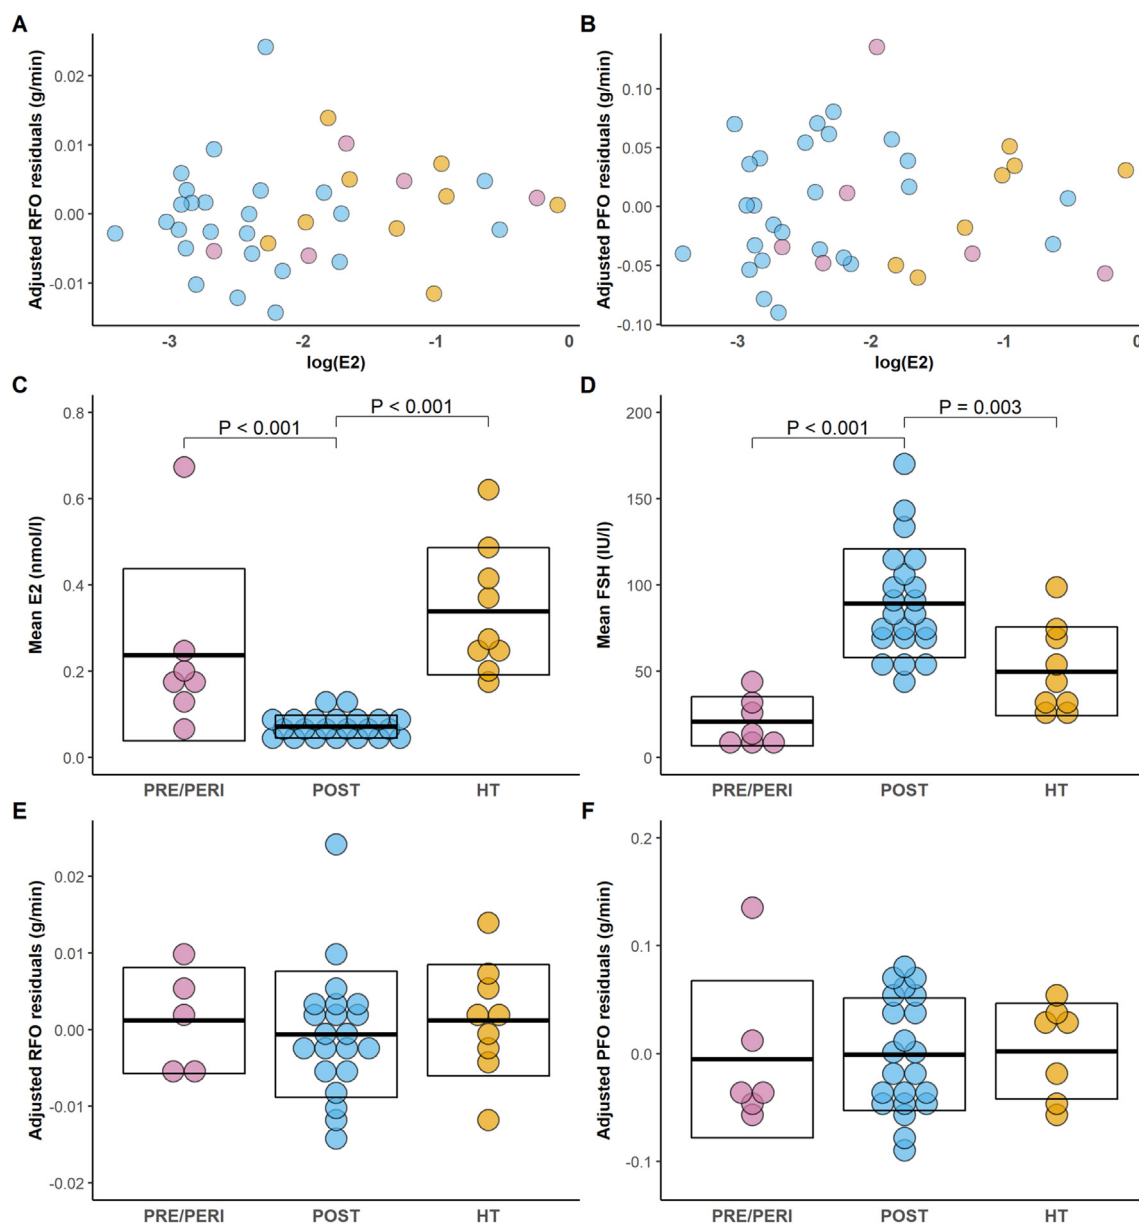 A
Adjusted RFO residuals (g/min)
0.02
0.01
0.00
-0.01
-3
-2
-1
0
log(E2)
B
Adjusted PFO residuals (g/min)
0.10
0.05
0.00
-0.05
-0.10
-3
-2
-1
0
log(E2)
C
Mean E2 (nmol/l)
0.8
0.6
0.4
0.2
0.0
P < 0.001
P < 0.001
PRE/PERI
POST
HT
D
Mean FSH (IU/l)
200
150
100
50
0
P < 0.001
P = 0.003
PRE/PERI
POST
HT
E
Adjusted RFO residuals (g/min)
0.02
0.01
0.00
-0.01
-0.02
PRE/PERI
POST
HT
F
Adjusted PFO residuals (g/min)
0.2
0.1
0.0
-0.1
PRE/PERI
POST
HT